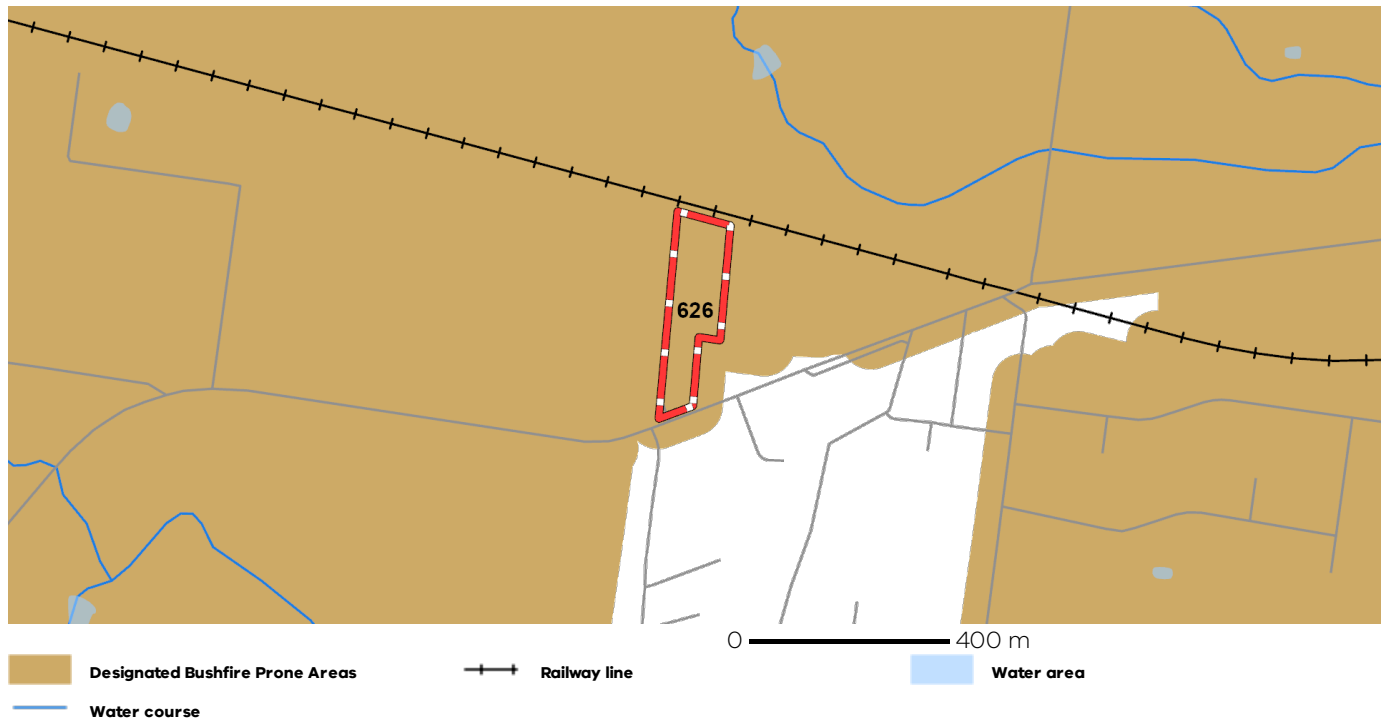 626
0 400 m
Designated Bushfire Prone Areas
Railway line
Water area
Water course